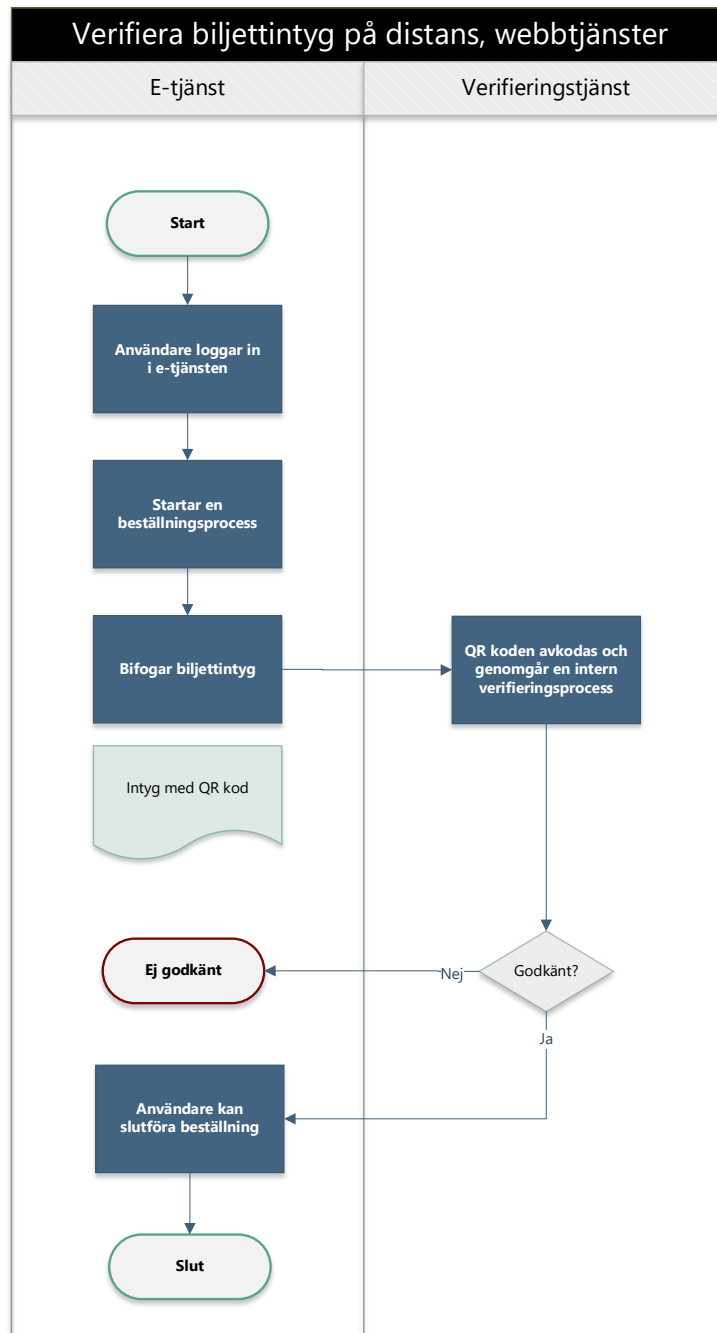 Verifiera biljettintyg på distans, webbtjänster
E-tjänst
Verifieringstjänst
Start
Användare loggar in
i e-tjänsten
Startar en
beställningsprocess
Bifogar biljettintyg
QR koden avkodas och
genomgår en intern
verifieringsprocess
Intyg med QR kod
Ej godkänt
Nej
Godkänt?
Ja
Användare kan
slutföra beställning
Slut